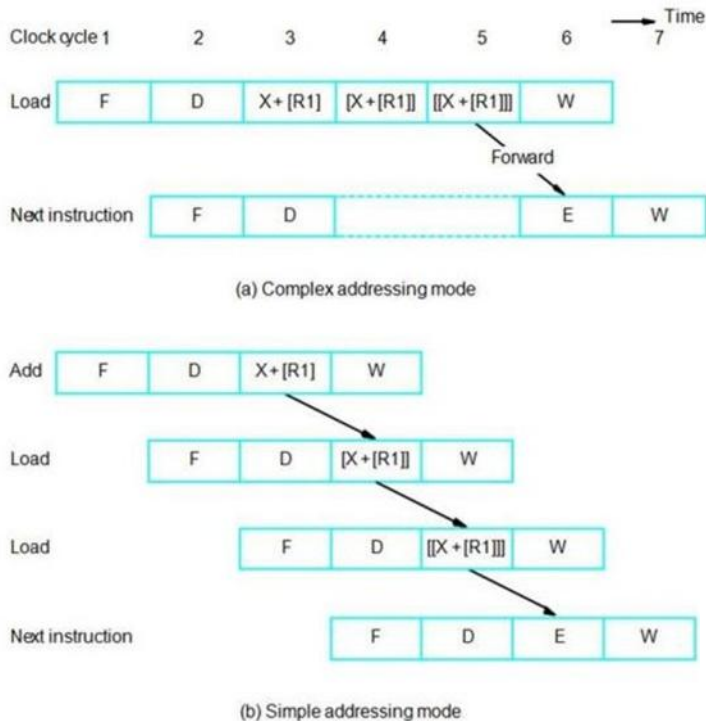 Time
Clock cycle 1 2 3 4 5 6 7
Load F D X + [R1] [X + [R1]] [[X + [R1]]] W
Forward
Next instruction F D E W
(a) Complex addressing mode
Add F D X + [R1] W
Load F D [X + [R1]] W
Load F D [[X + [R1]]] W
Next instruction F D E W
(b) Simple addressing mode